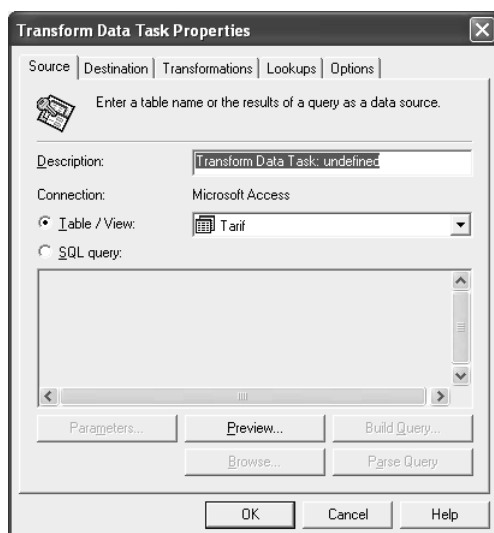 Transform Data Task Properties
Source Destination Transformations Lookups Options
Enter a table name or the results of a query as a data source.
Description: Transform Data Task: undefined
Connection: Microsoft Access
Table / View: Tarif
SQL query:
Parameters... Preview... Build Query...
Browse... Parse Query
OK Cancel Help